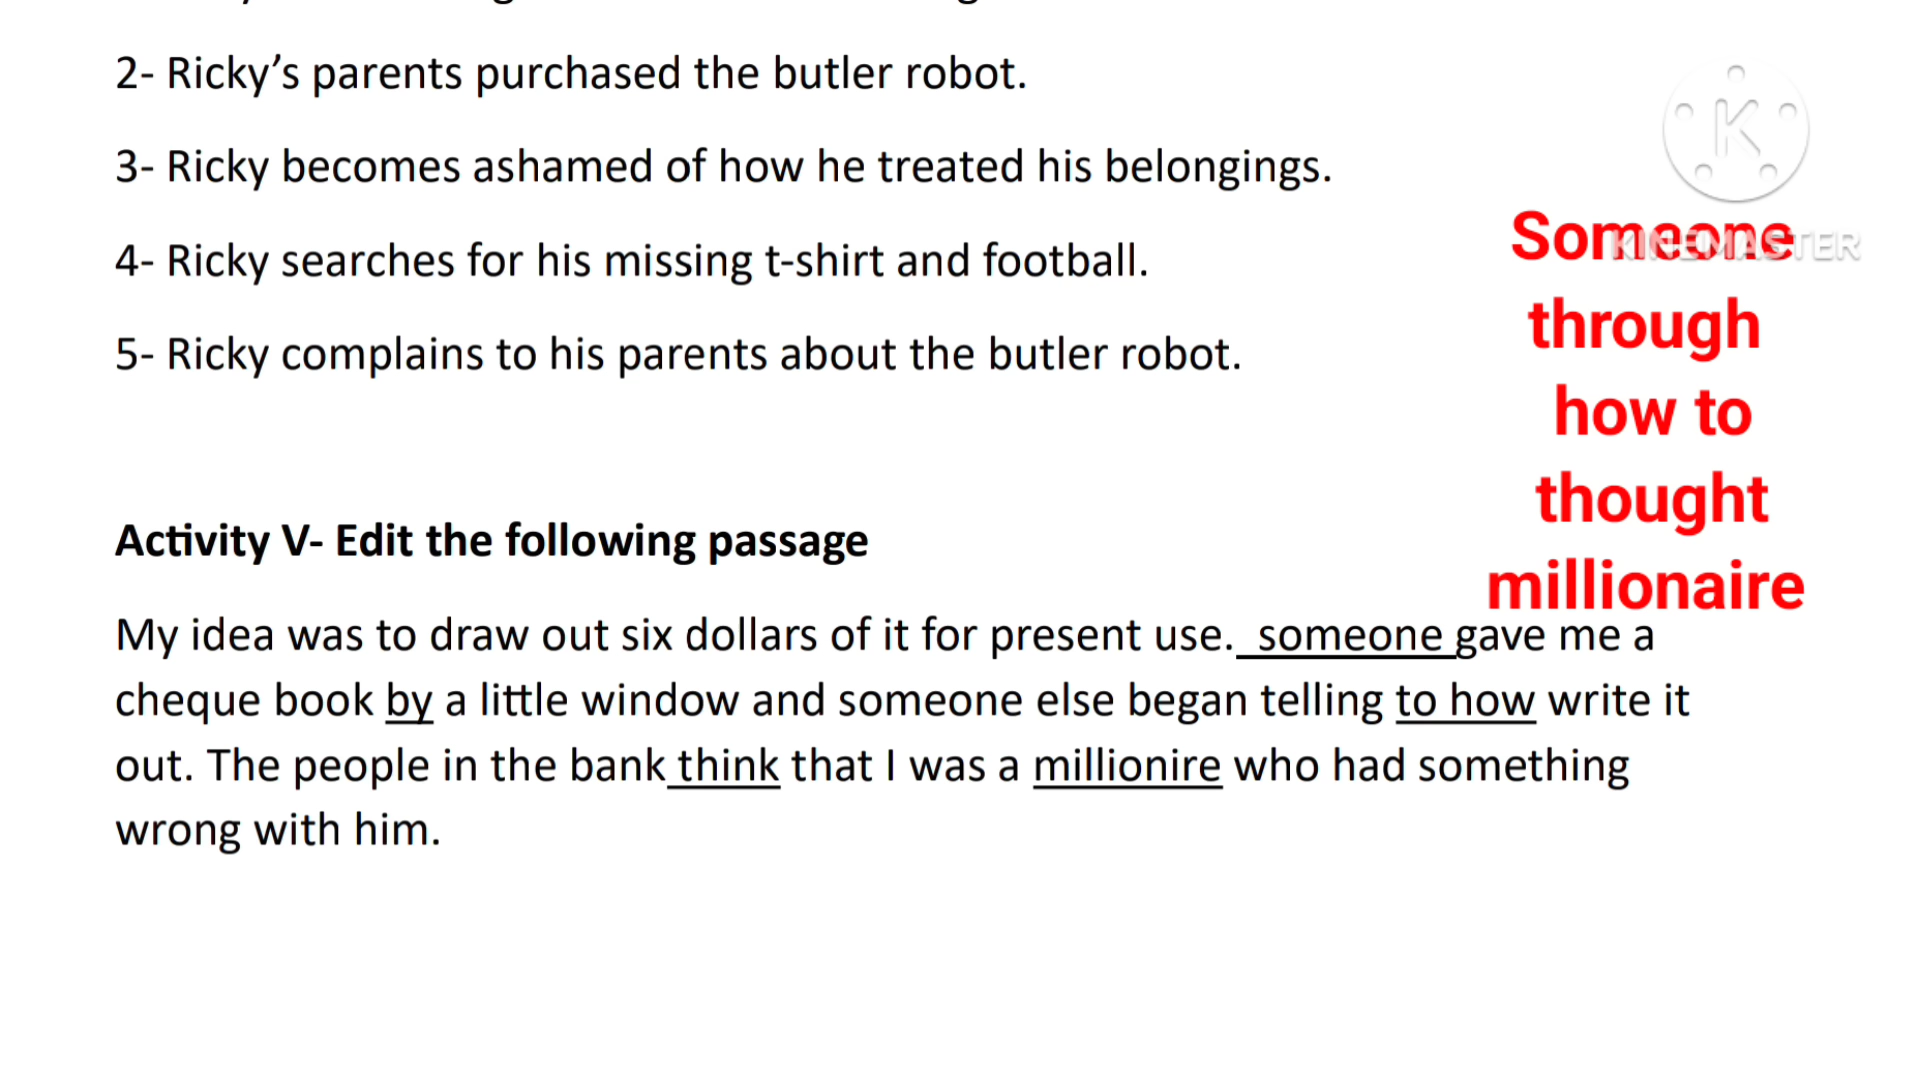 2- Ricky’s parents purchased the butler robot.
3- Ricky becomes ashamed of how he treated his belongings.
4- Ricky searches for his missing t-shirt and football.
5- Ricky complains to his parents about the butler robot.
K
KINEMASTER
Someone
through
how to
thought
millionaire
Activity V- Edit the following passage
My idea was to draw out six dollars of it for present use. someone gave me a
cheque book by a little window and someone else began telling to how write it
out. The people in the bank think that I was a millionire who had something
wrong with him.